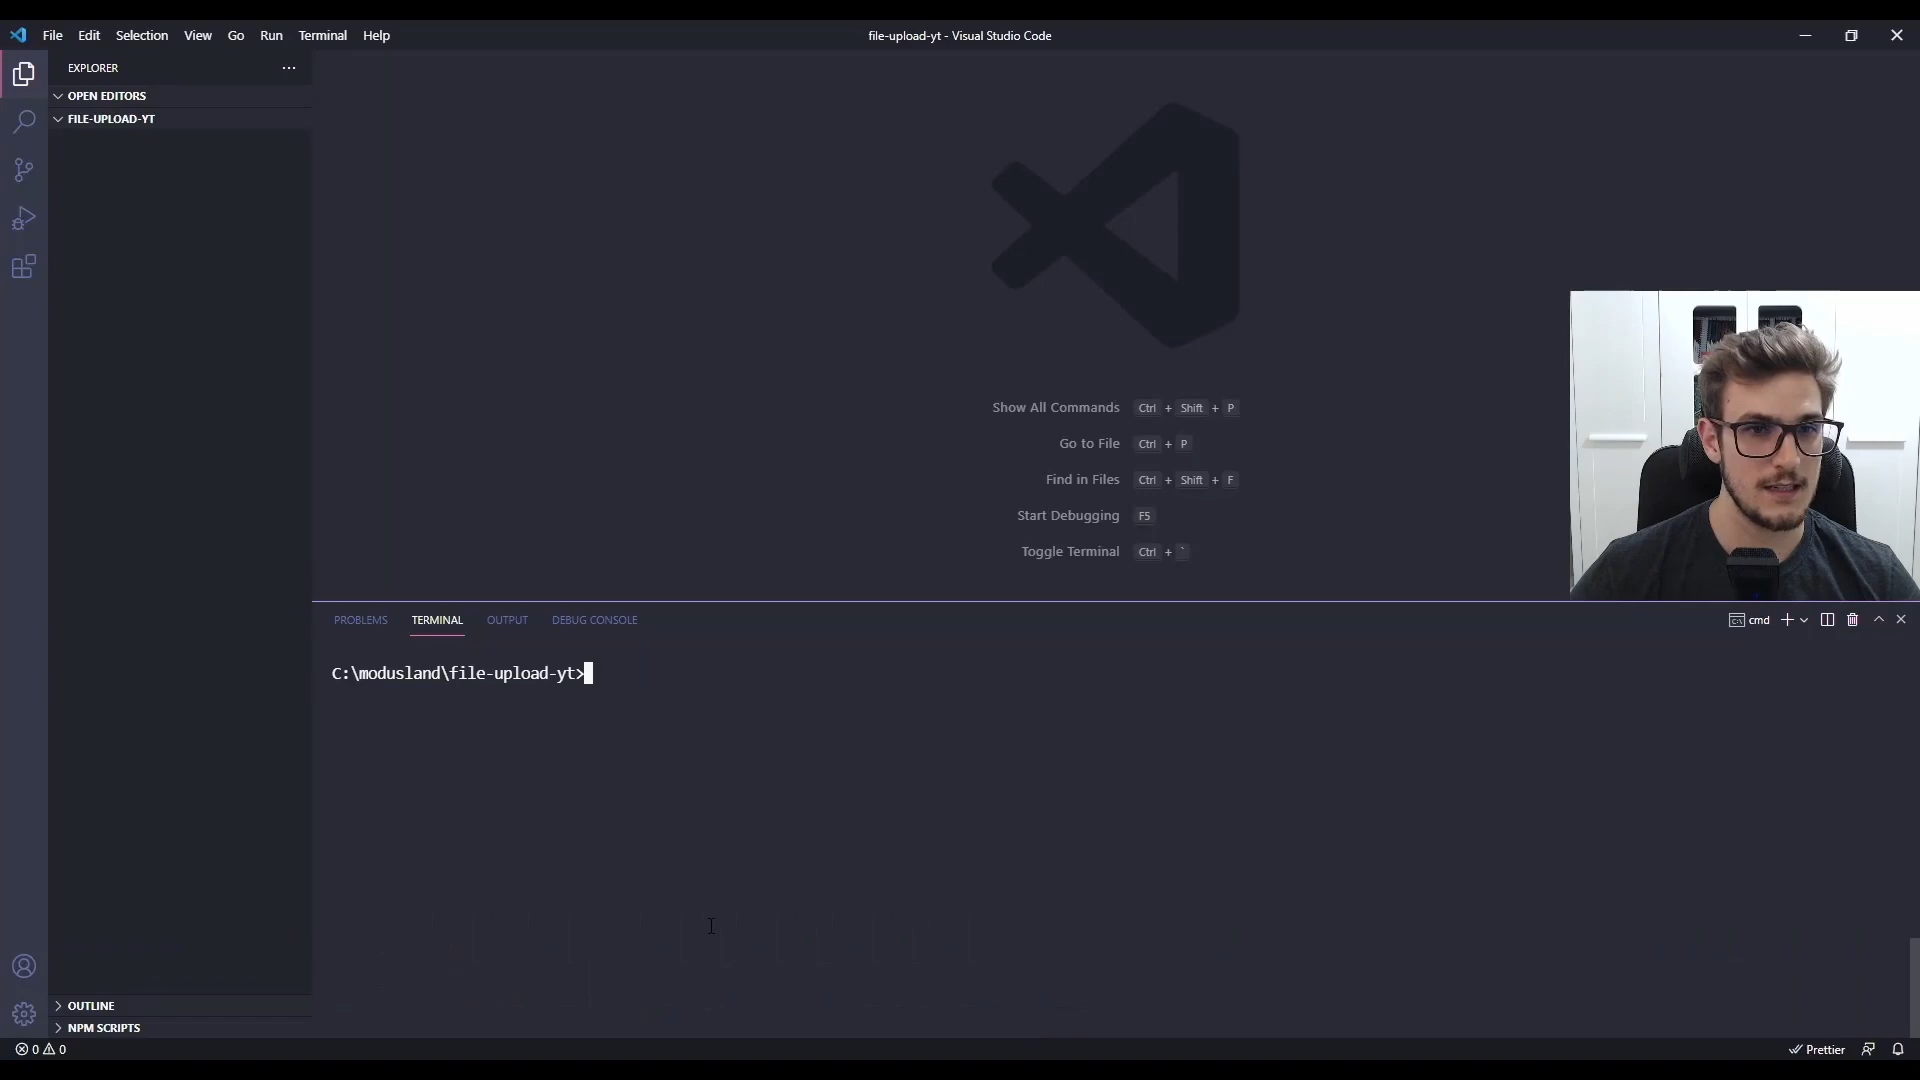 File Edit Selection View Go Run Terminal Help
file-upload-yt - Visual Studio Code
EXPLORER
OPEN EDITORS
FILE-UPLOAD-YT
Show All Commands Ctrl + Shift + P
Go to File Ctrl + P
Find in Files Ctrl + Shift + F
Start Debugging F5
Toggle Terminal Ctrl + `
PROBLEMS TERMINAL OUTPUT DEBUG CONSOLE
cmd
C:\modusland\file-upload-yt>
OUTLINE
NPM SCRIPTS
0 0
Prettier